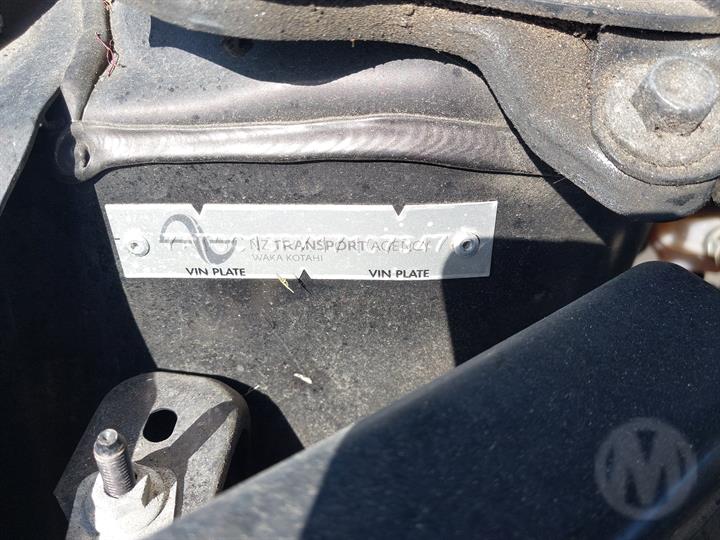 NZ TRANSPORT AGENCY
WAKA KOTAHI
VIN PLATE VIN PLATE
M